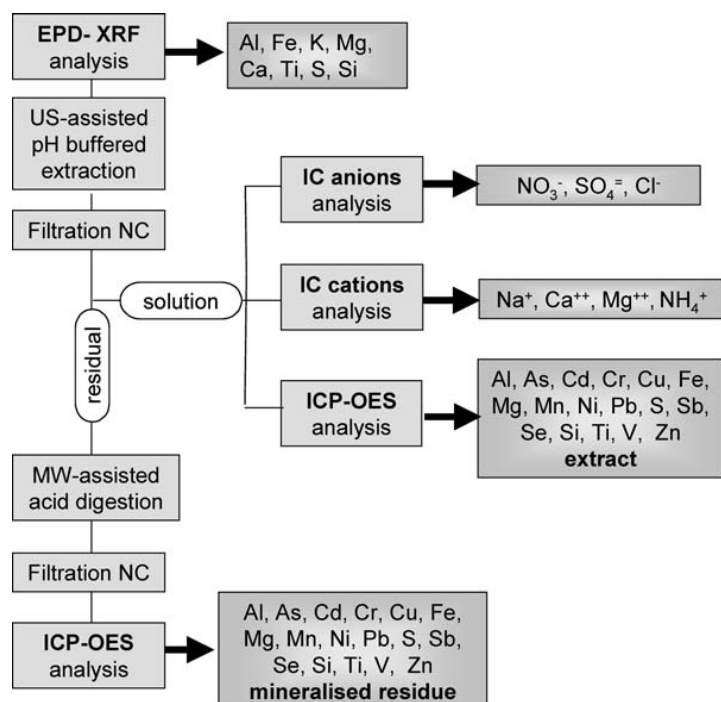 EPD- XRF
analysis
Al, Fe, K, Mg,
Ca, Ti, S, Si
US-assisted
pH buffered
extraction
Filtration NC
IC anions
analysis
NO₃⁻, SO₄⁼, Cl⁻
solution
IC cations
analysis
Na⁺, Ca⁺⁺, Mg⁺⁺, NH₄⁺
residual
ICP-OES
analysis
Al, As, Cd, Cr, Cu, Fe,
Mg, Mn, Ni, Pb, S, Sb,
Se, Si, Ti, V, Zn
extract
MW-assisted
acid digestion
Filtration NC
ICP-OES
analysis
Al, As, Cd, Cr, Cu, Fe,
Mg, Mn, Ni, Pb, S, Sb,
Se, Si, Ti, V, Zn
mineralised residue